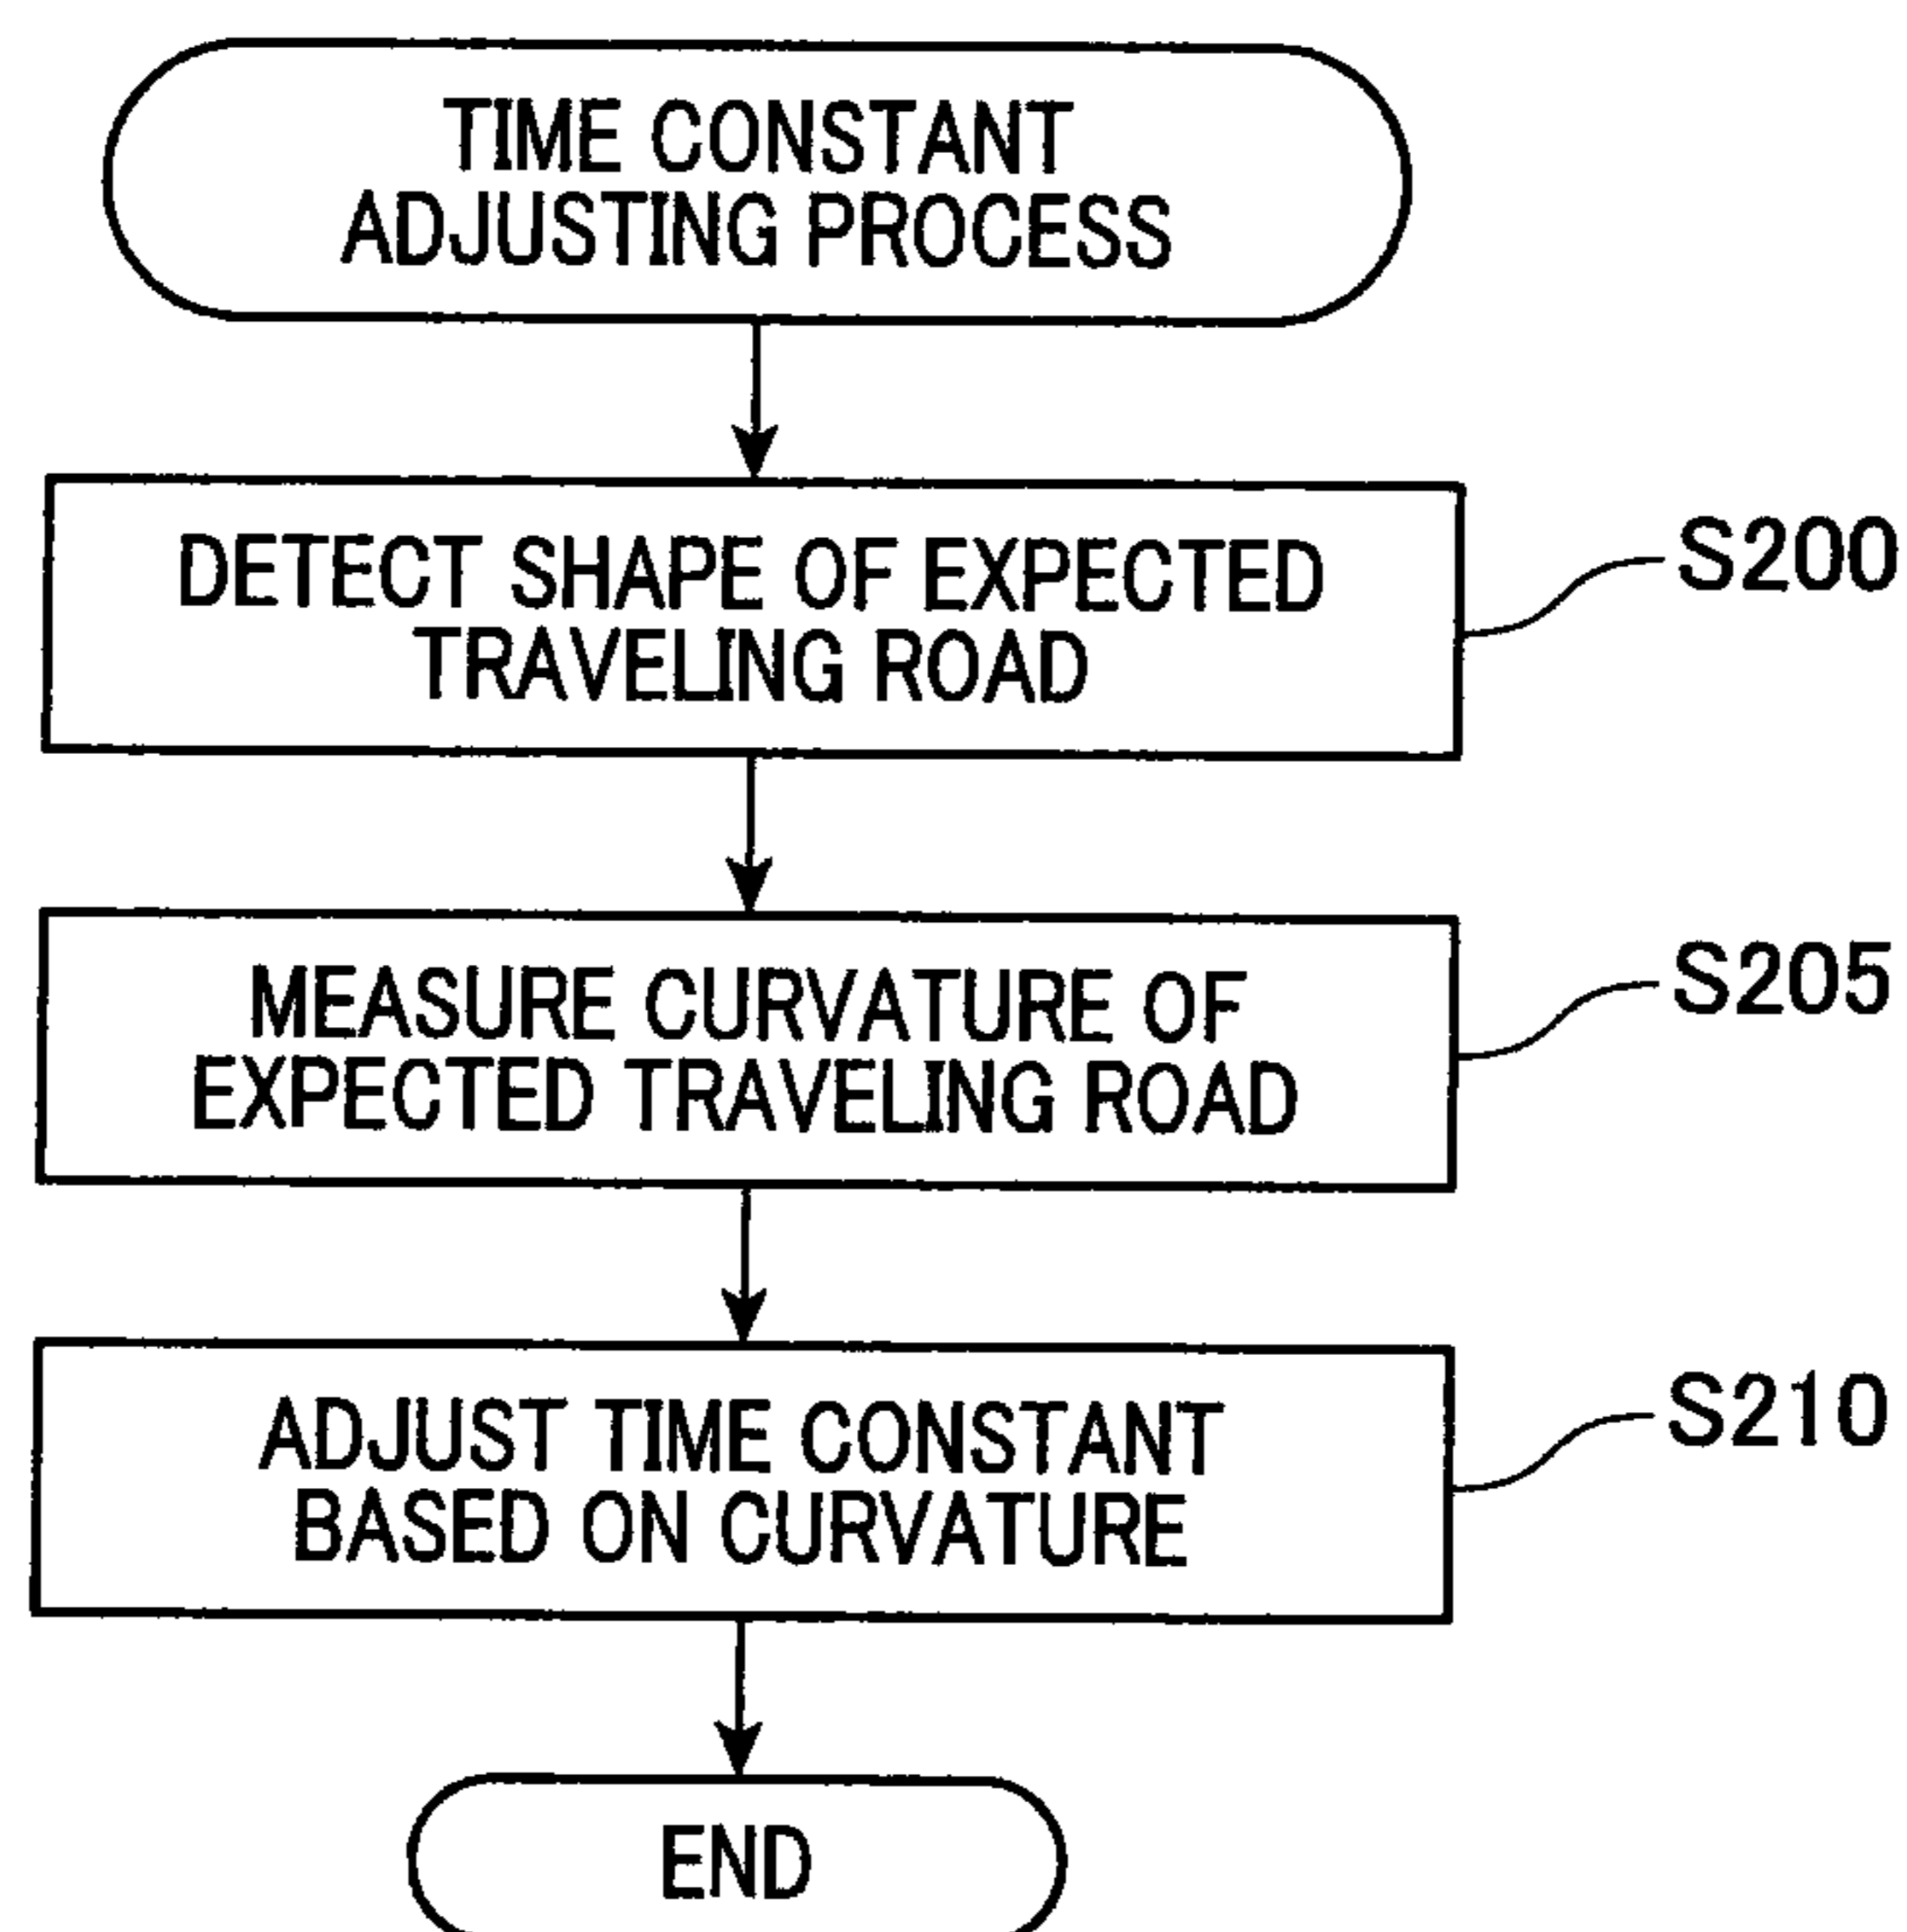 TIME CONSTANT
ADJUSTING PROCESS
DETECT SHAPE OF EXPECTED
TRAVELING ROAD
S200
MEASURE CURVATURE OF
EXPECTED TRAVELING ROAD
S205
ADJUST TIME CONSTANT
BASED ON CURVATURE
S210
END